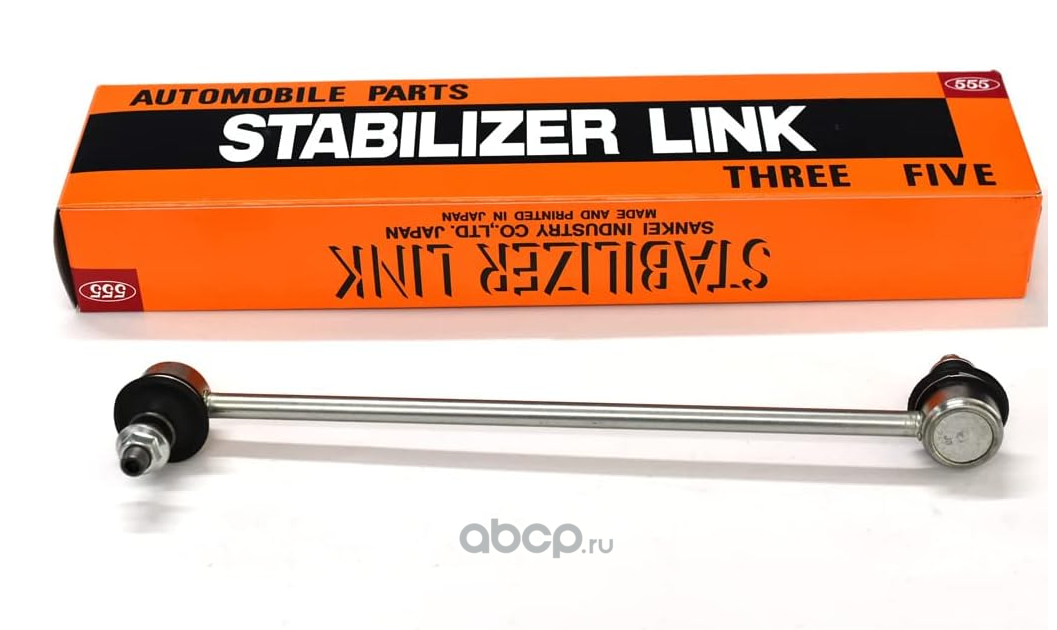 AUTOMOBILE PARTS
555
STABILIZER LINK
THREE FIVE
STABILIZER LINK
SANKEI INDUSTRY CO.,LTD. JAPAN
MADE AND PRINTED IN JAPAN
555
abcp.ru